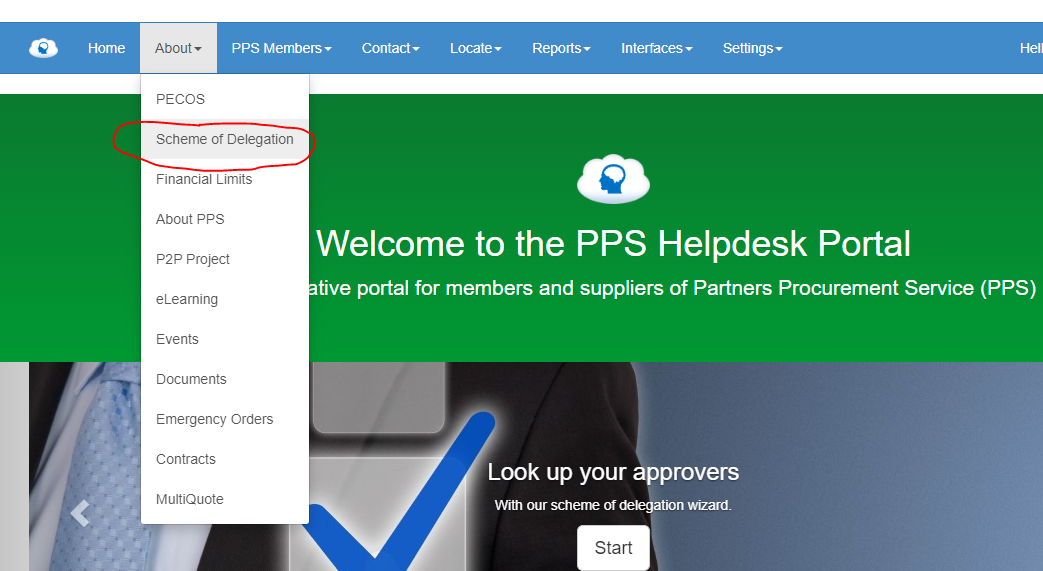 Home About PPS Members Contact Locate Reports Interfaces Settings
PECOS
Scheme of Delegation
Financial Limits
About PPS
P2P Project
eLearning
Events
Documents
Emergency Orders
Contracts
MultiQuote
Welcome to the PPS Helpdesk Portal
portal for members and suppliers of Partners Procurement Service (PPS)
Look up your approvers
With our scheme of delegation wizard.
Start